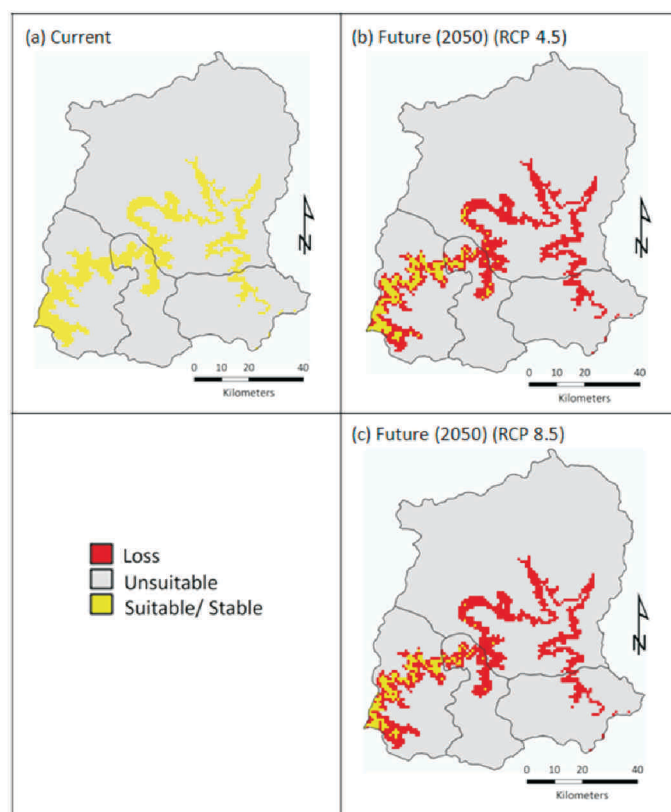 (a) Current
N
0 10 20 40
Kilometers
(b) Future (2050) (RCP 4.5)
N
0 10 20 40
Kilometers
Loss
Unsuitable
Suitable/ Stable
(c) Future (2050) (RCP 8.5)
N
0 10 20 40
Kilometers